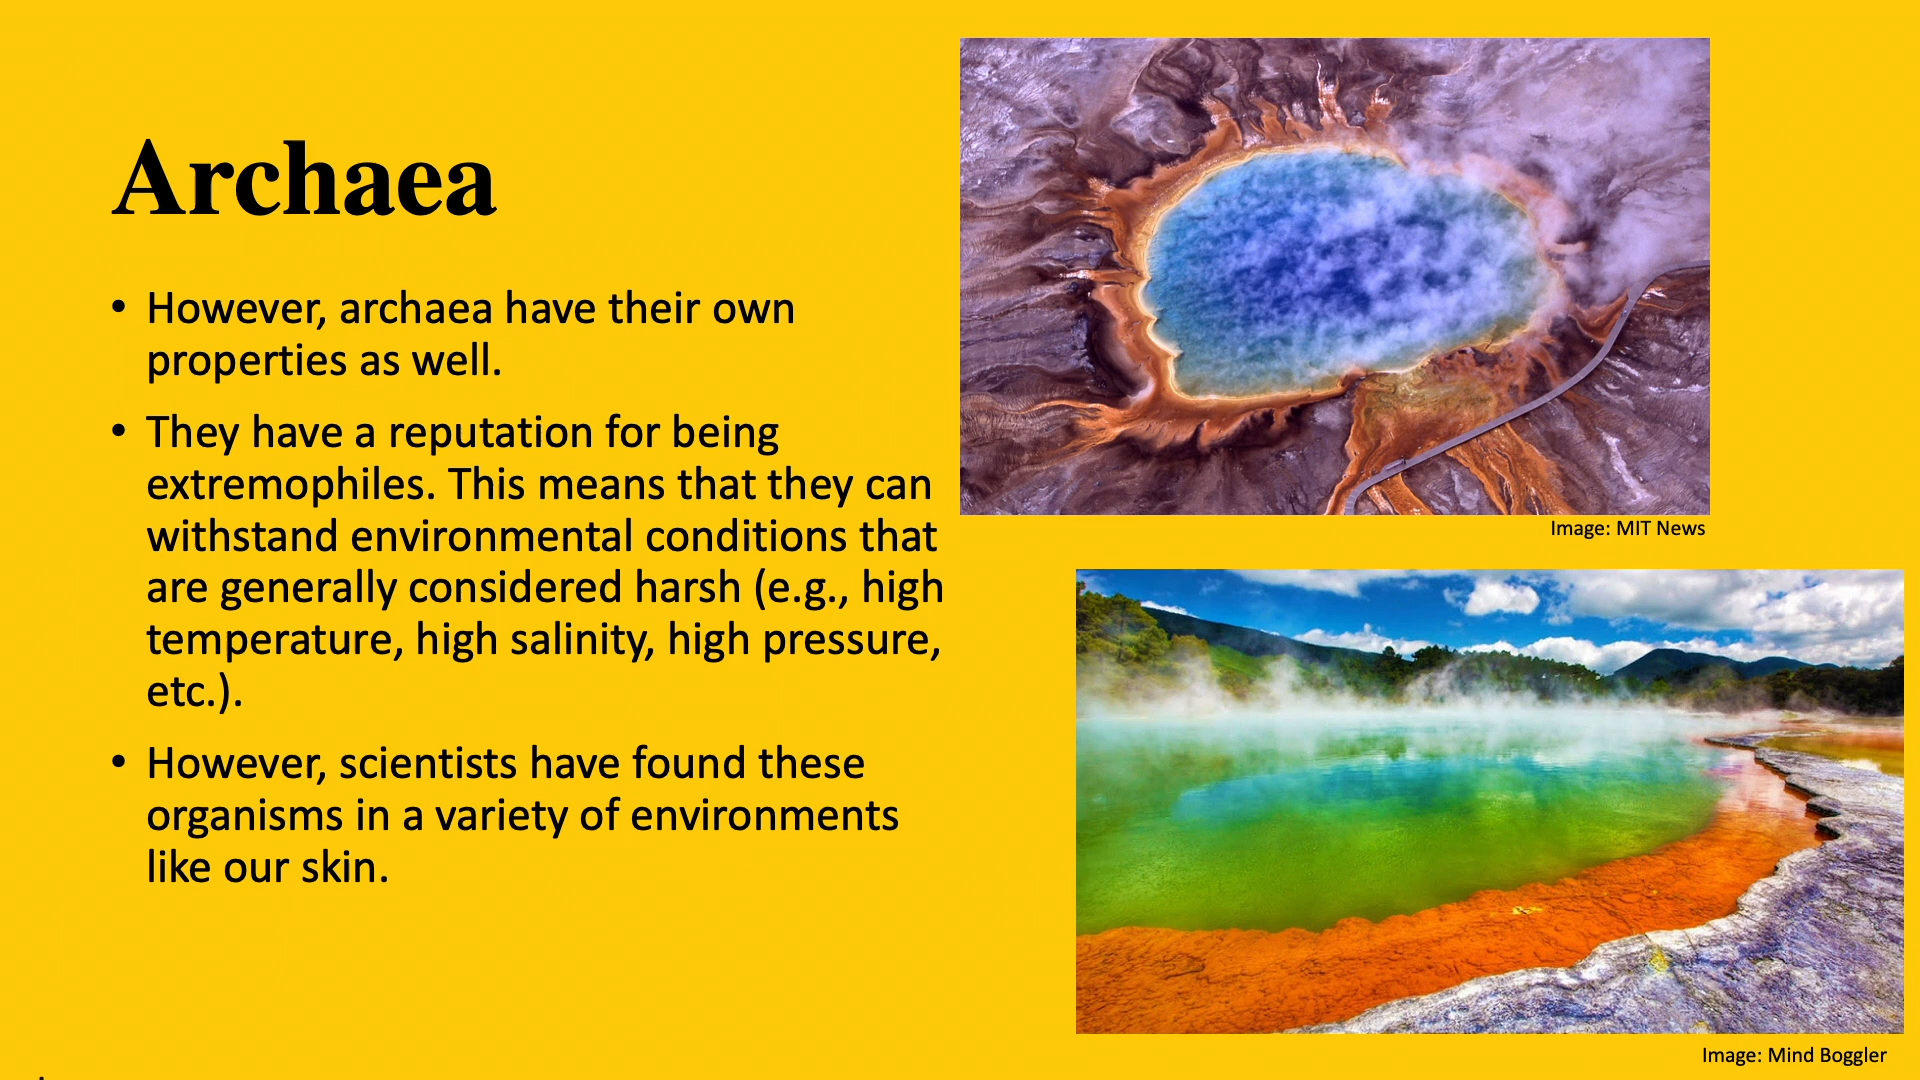 Archaea
• However, archaea have their own
properties as well.
• They have a reputation for being
extremophiles. This means that they can
withstand environmental conditions that
are generally considered harsh (e.g., high
temperature, high salinity, high pressure,
etc.).
• However, scientists have found these
organisms in a variety of environments
like our skin.
Image: MIT News
Image: Mind Boggler